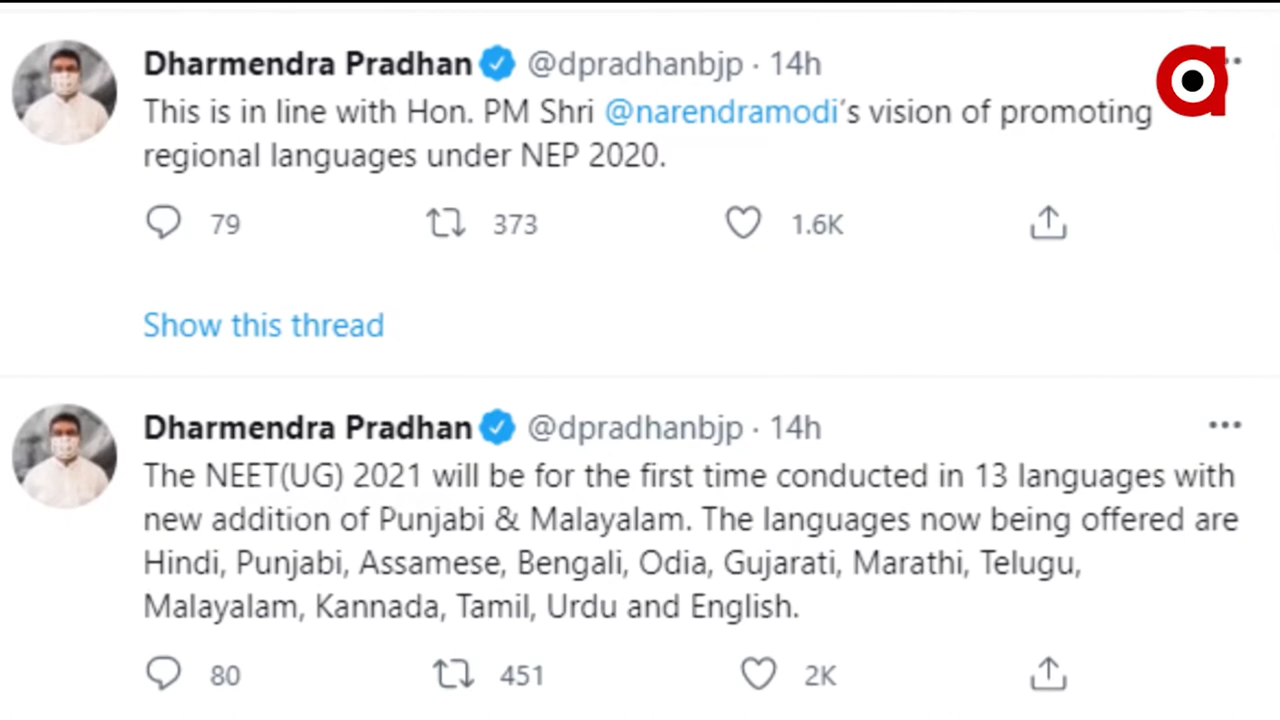 Dharmendra Pradhan @dpradhanbjp · 14h
This is in line with Hon. PM Shri @narendramodi's vision of promoting
regional languages under NEP 2020.
79 373 1.6K
Show this thread
Dharmendra Pradhan @dpradhanbjp · 14h
The NEET(UG) 2021 will be for the first time conducted in 13 languages with
new addition of Punjabi & Malayalam. The languages now being offered are
Hindi, Punjabi, Assamese, Bengali, Odia, Gujarati, Marathi, Telugu,
Malayalam, Kannada, Tamil, Urdu and English.
80 451 2K